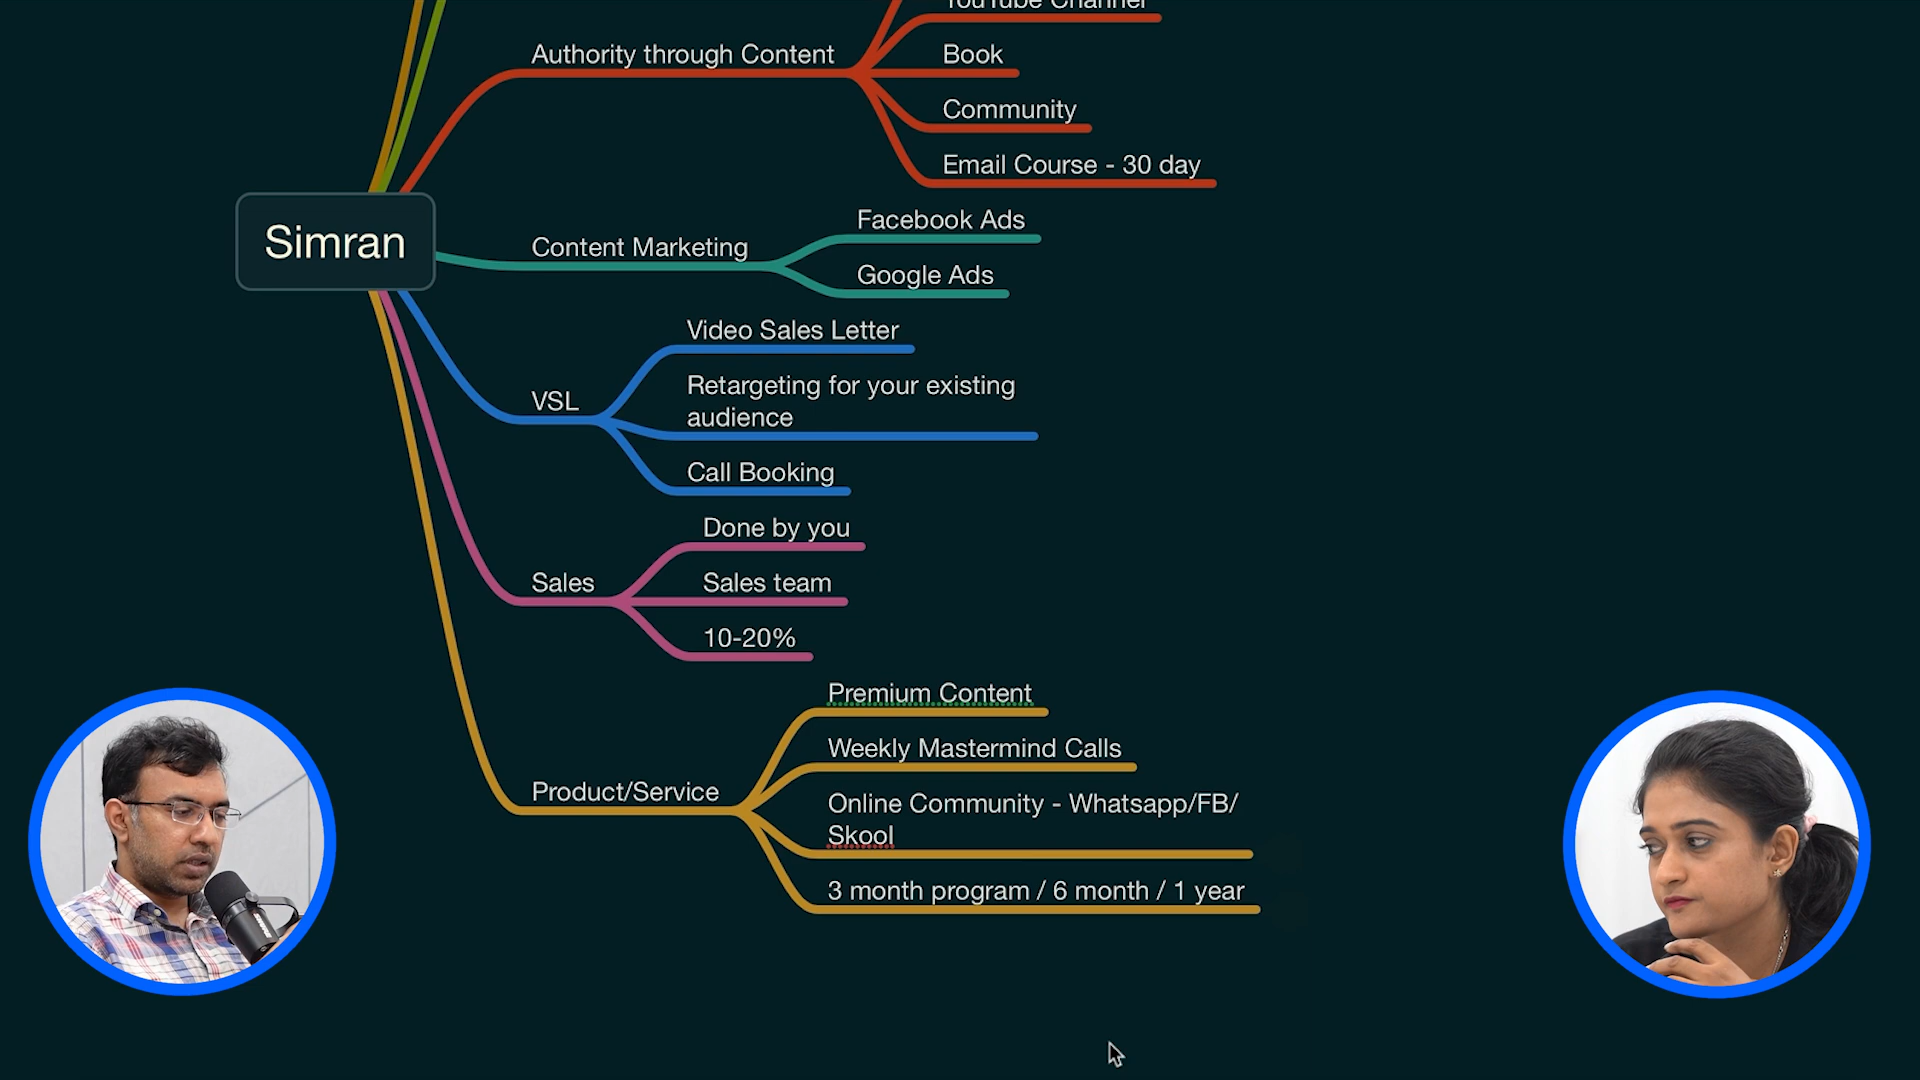 YouTube Channel
Authority through Content
Book
Community
Email Course - 30 day
Simran
Content Marketing
Facebook Ads
Google Ads
VSL
Video Sales Letter
Retargeting for your existing
audience
Call Booking
Sales
Done by you
Sales team
10-20%
Product/Service
Premium Content
Weekly Mastermind Calls
Online Community - Whatsapp/FB/
Skool
3 month program / 6 month / 1 year